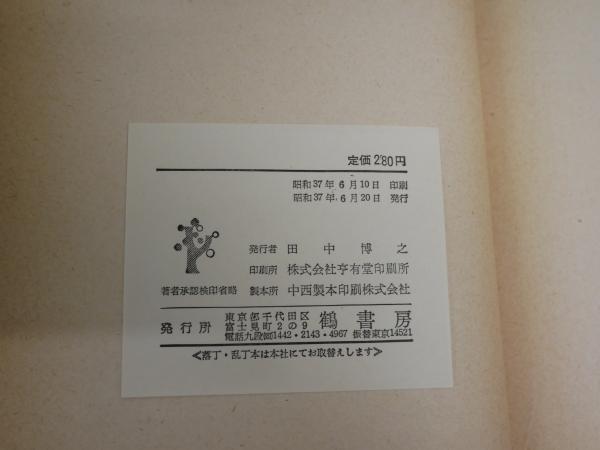 定価280円
昭和37年6月10日 印刷
昭和37年6月20日 発行
発行者 田中博之
印刷所 株式会社亨有堂印刷所
著者承認検印省略 製本所 中西製本印刷株式会社
発行所 東京都千代田区富士見町2の9 鶴書房
電話九段(331)1442・2143・4967 振替東京14521
≪落丁・乱丁本は本社にてお取替えします≫